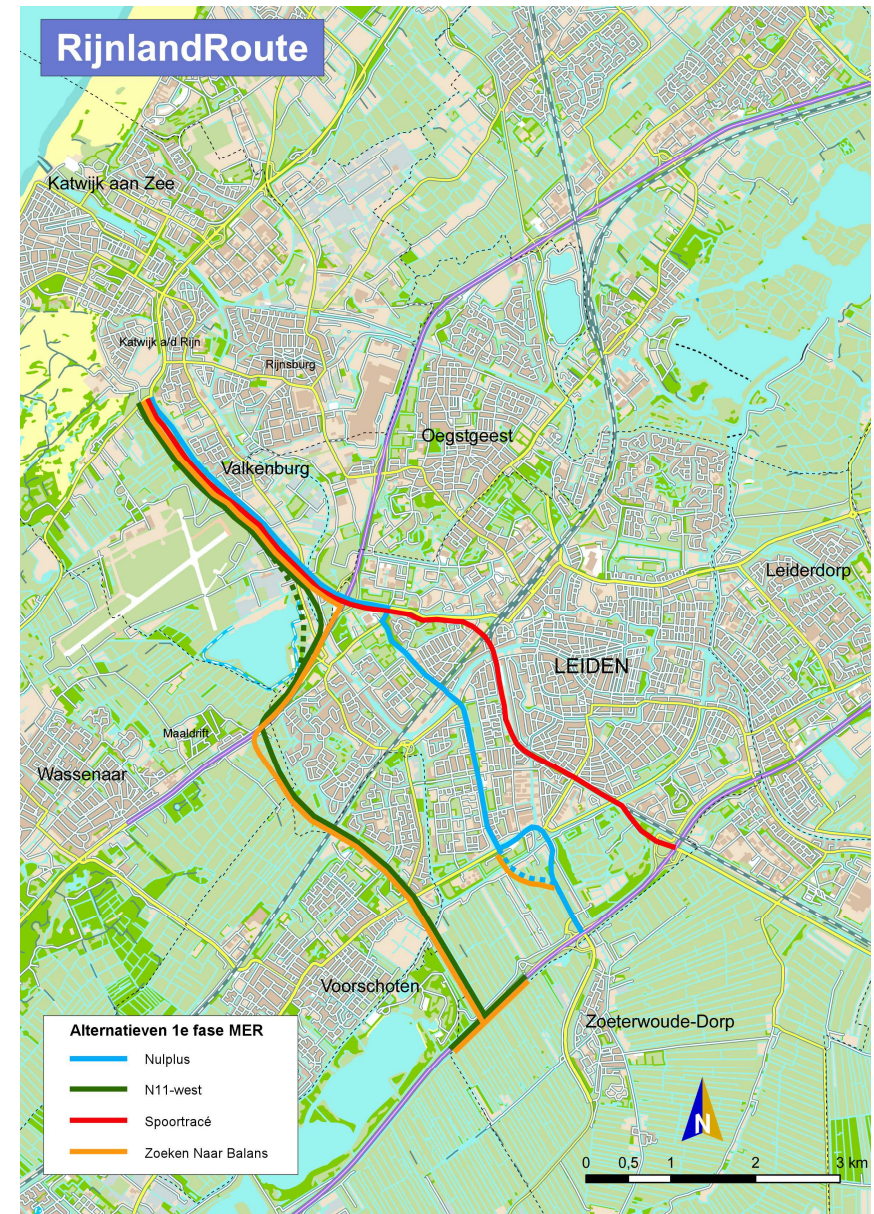 RijnlandRoute
Katwijk aan Zee
Katwijk a/d Rijn
Rijnsburg
Oegstgeest
Valkenburg
Leiderdorp
LEIDEN
Maaldrift
Wassenaar
Voorschoten
Zoeterwoude-Dorp
Alternatieven 1e fase MER
Nulplus
N11-west
Spoortracé
Zoeken Naar Balans
N
0 0,5 1 2 3 km